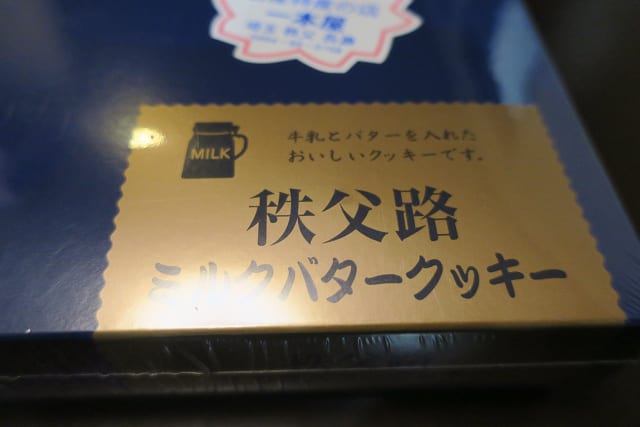 一木屋
MILK
牛乳とバターを入れた
おいしいクッキーです。
秩父路
ミルクバタークッキー